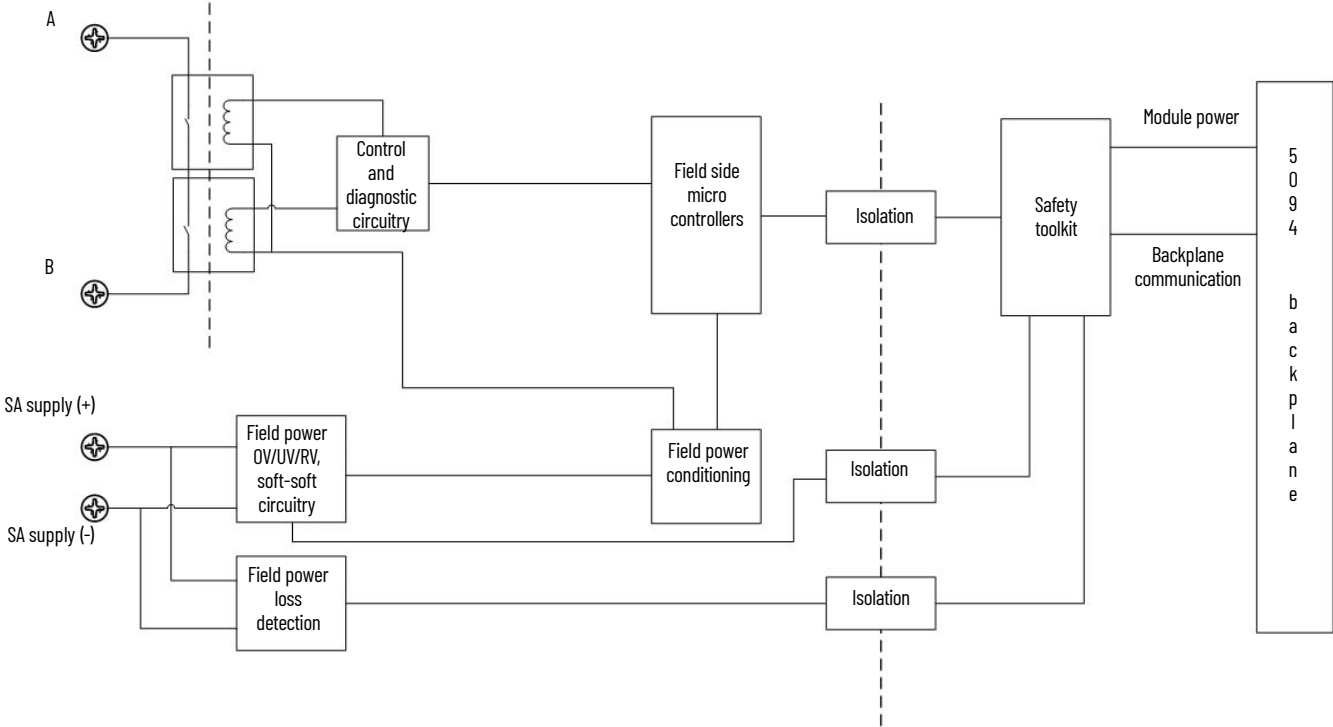 A
B
Control
and
diagnostic
circuitry
Field side
micro
controllers
Isolation
Safety
toolkit
Module power
Backplane
communication
5
0
9
4
b
a
c
k
p
l
a
n
e
SA supply (+)
SA supply (-)
Field power
OV/UV/RV,
soft-soft
circuitry
Field power
conditioning
Isolation
Field power
loss
detection
Isolation